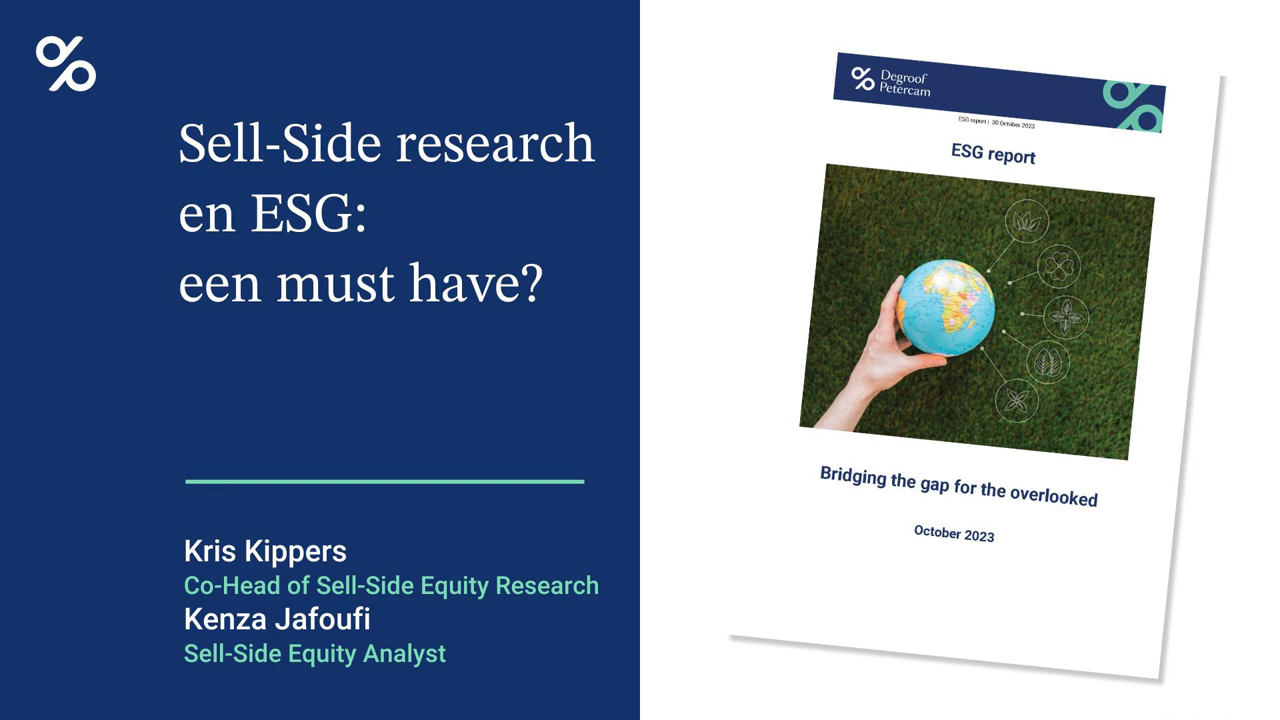 Sell-Side research
en ESG:
een must have?
Kris Kippers
Co-Head of Sell-Side Equity Research
Kenza Jafoufi
Sell-Side Equity Analyst
Degroof
Petercam
ESG report | 30 October 2023
ESG report
Bridging the gap for the overlooked
October 2023